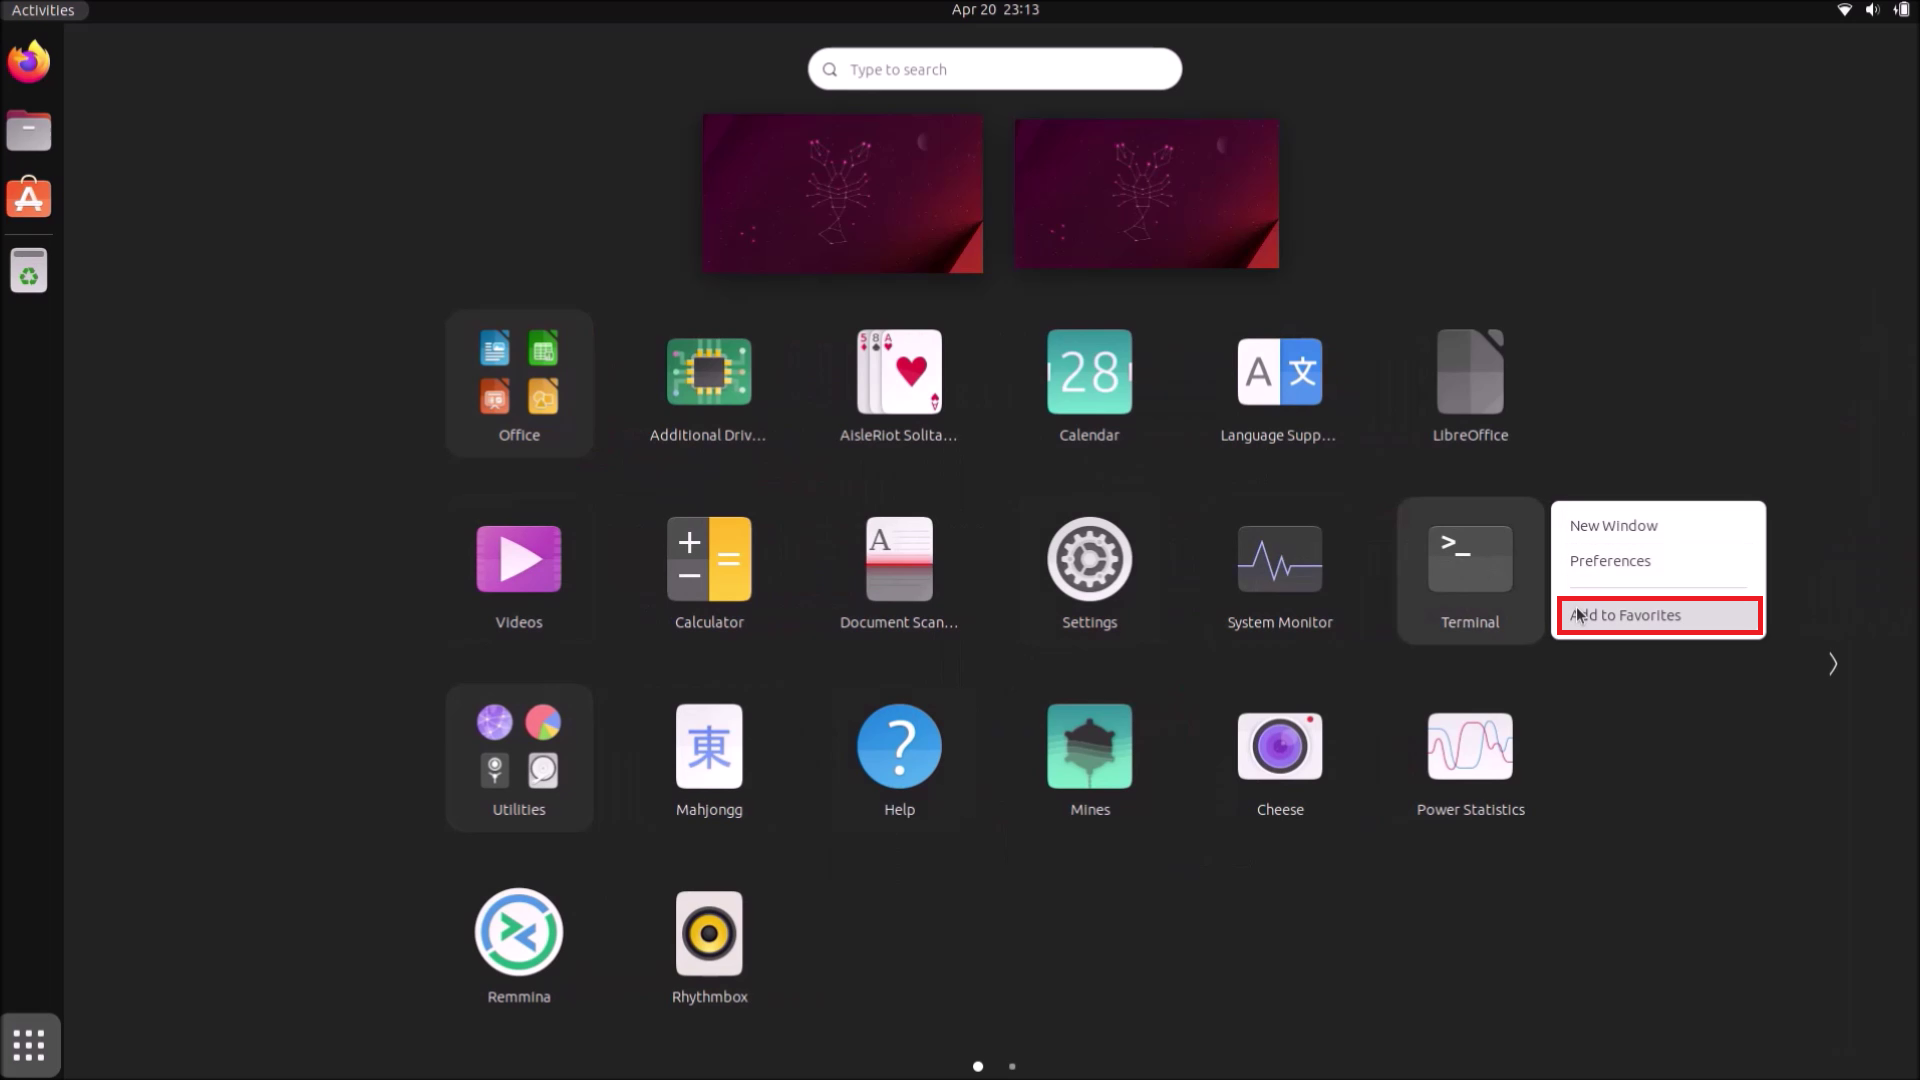 Activities
Apr 20 23:13
Type to search
5 8 A
28
A 文
Office
Additional Driv...
AisleRiot Solita...
Calendar
Language Supp...
LibreOffice
A
>_
New Window
Preferences
Add to Favorites
Videos
Calculator
Document Scan...
Settings
System Monitor
Terminal
東
?
Utilities
Mahjongg
Help
Mines
Cheese
Power Statistics
Remmina
Rhythmbox